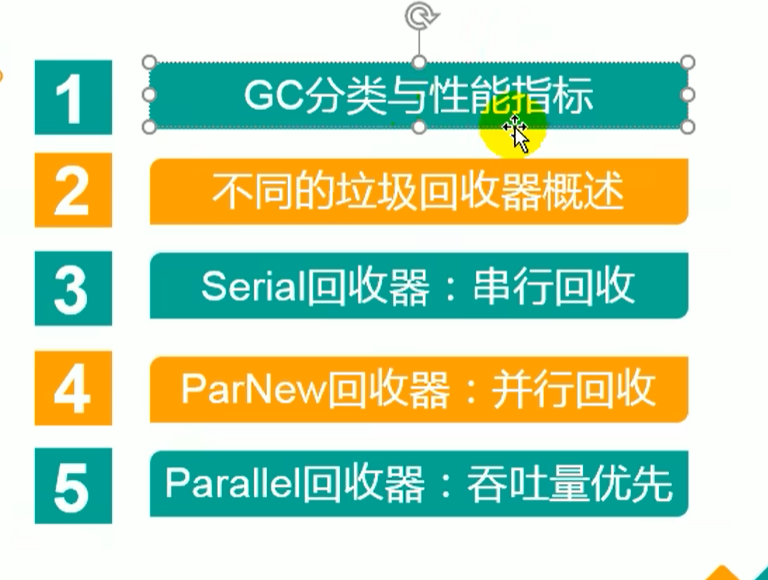 1 GC分类与性能指标
2 不同的垃圾回收器概述
3 Serial回收器：串行回收
4 ParNew回收器：并行回收
5 Parallel回收器：吞吐量优先